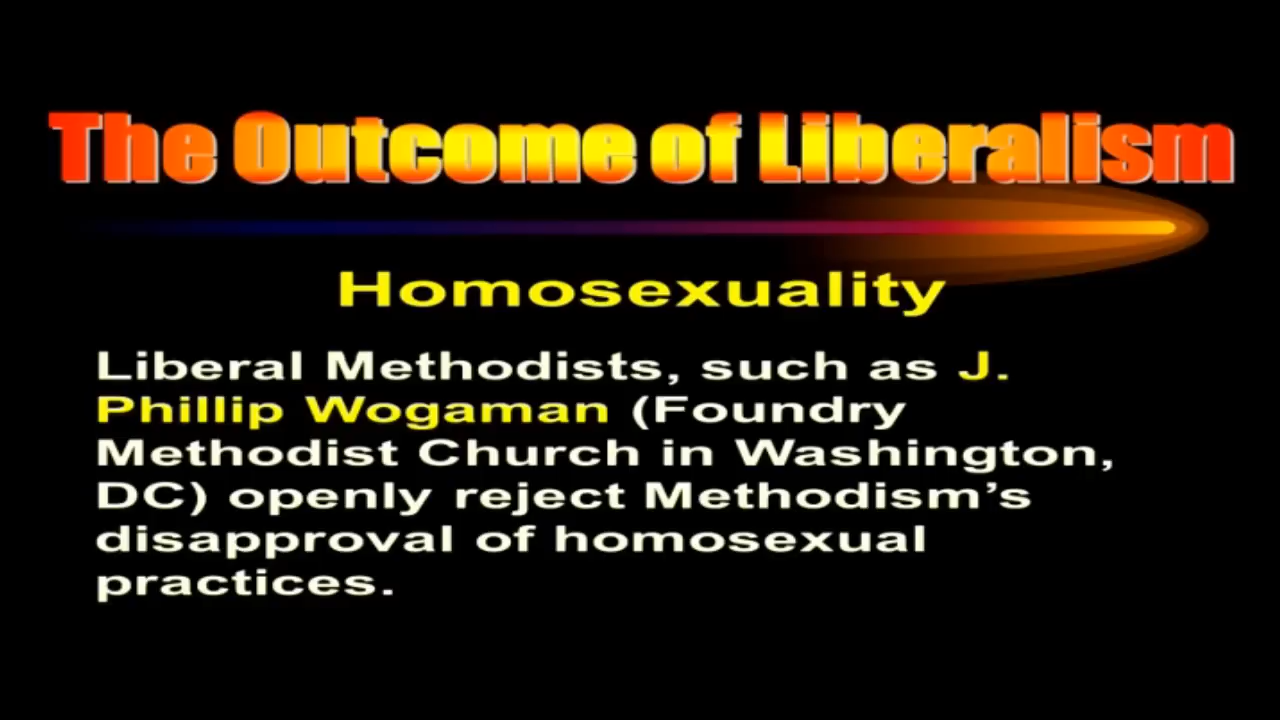 The Outcome of Liberalism
Homosexuality
Liberal Methodists, such as J.
Phillip Wogaman (Foundry
Methodist Church in Washington,
DC) openly reject Methodism's
disapproval of homosexual
practices.